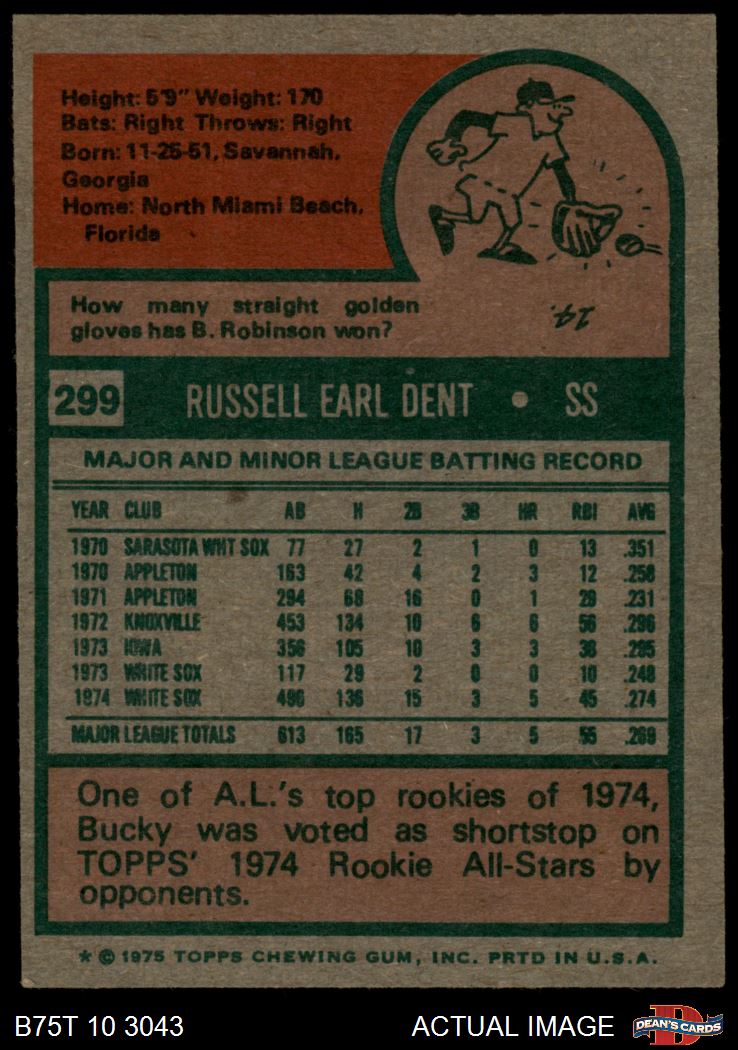 Height: 5'9" Weight: 170
Bats: Right Throws: Right
Born: 11-25-51, Savannah,
Georgia
Home: North Miami Beach,
Florida
How many straight golden
gloves has B. Robinson won?
14.
299 RUSSELL EARL DENT • SS
MAJOR AND MINOR LEAGUE BATTING RECORD
YEAR CLUB AB H 2B 3B HR RBI AVG
1970 SARASOTA WHT SOX 77 27 2 1 0 13 .351
1970 APPLETON 163 42 4 2 3 12 .258
1971 APPLETON 294 68 16 0 1 29 .231
1972 KNOXVILLE 453 134 10 6 6 56 .296
1973 IOWA 356 105 10 3 3 38 .295
1973 WHITE SOX 117 29 2 0 0 10 .248
1974 WHITE SOX 496 136 15 3 5 45 .274
MAJOR LEAGUE TOTALS 613 165 17 3 5 55 .269
One of A.L.'s top rookies of 1974,
Bucky was voted as shortstop on
TOPPS' 1974 Rookie All-Stars by
opponents.
* © 1975 TOPPS CHEWING GUM, INC. PRTD IN U.S.A.
B75T 10 3043 ACTUAL IMAGE DEAN'S CARDS